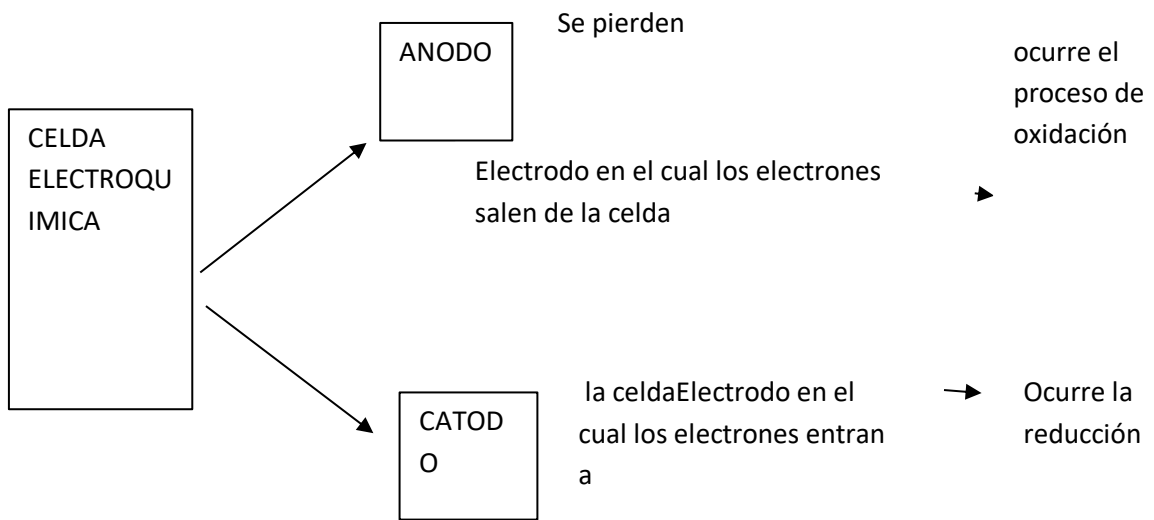 CELDA
ELECTROQU
IMICA
ANODO
Se pierden
Electrodo en el cual los electrones
salen de la celda
ocurre el
proceso de
oxidación
CATOD
O
la celdaElectrodo en el
cual los electrones entran
a
Ocurre la
reducción